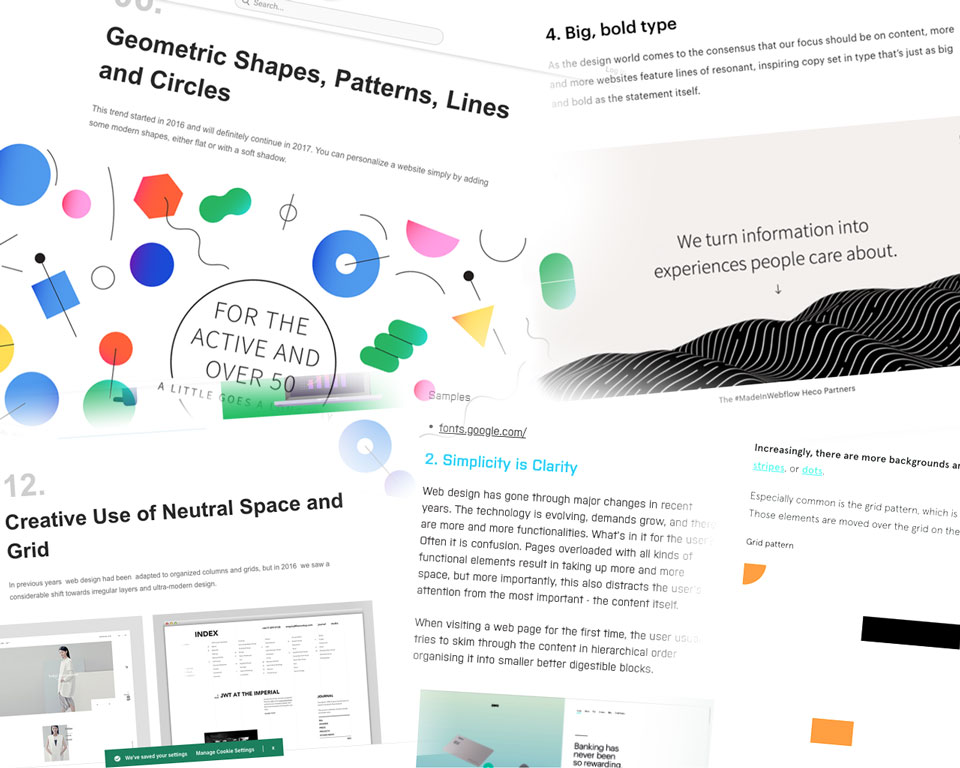 06.
Search...
Geometric Shapes, Patterns, Lines
and Circles
This trend started in 2016 and will definitely continue in 2017. You can personalize a website simply by adding
some modern shapes, either flat or with a soft shadow.
FOR THE
ACTIVE AND
OVER 50
A LITTLE GOES A
4. Big, bold type
As the design world comes to the consensus that our focus should be on content, more
and more websites feature lines of resonant, inspiring copy set in type that's just as big
and bold as the statement itself.
We turn information into
experiences people care about.
↓
The #MadeInWebflow Heco Partners
12.
Creative Use of Neutral Space and
Grid
In previous years web design had been adapted to organized columns and grids, but in 2016 we saw a
considerable shift towards irregular layers and ultra-modern design.
INDEX
JWT AT THE IMPERIAL
JOURNAL
We've saved your settings Manage Cookie Settings x
Samples
• fonts.google.com/
2. Simplicity is Clarity
Web design has gone through major changes in recent
years. The technology is evolving, demands grow, and there
are more and more functionalities. What's in it for the user?
Often it is confusion. Pages overloaded with all kinds of
functional elements result in taking up more and more
space, but more importantly, this also distracts the user's
attention from the most important - the content itself.
When visiting a web page for the first time, the user
tries to skim through the content in hierarchical order
organising it into smaller better digestible blocks.
Banking has
never been
so rewarding.
Increasingly, there are more backgrounds
stripes, or dots.
Especially common is the grid pattern, which is
Those elements are moved over the grid on the
Grid pattern